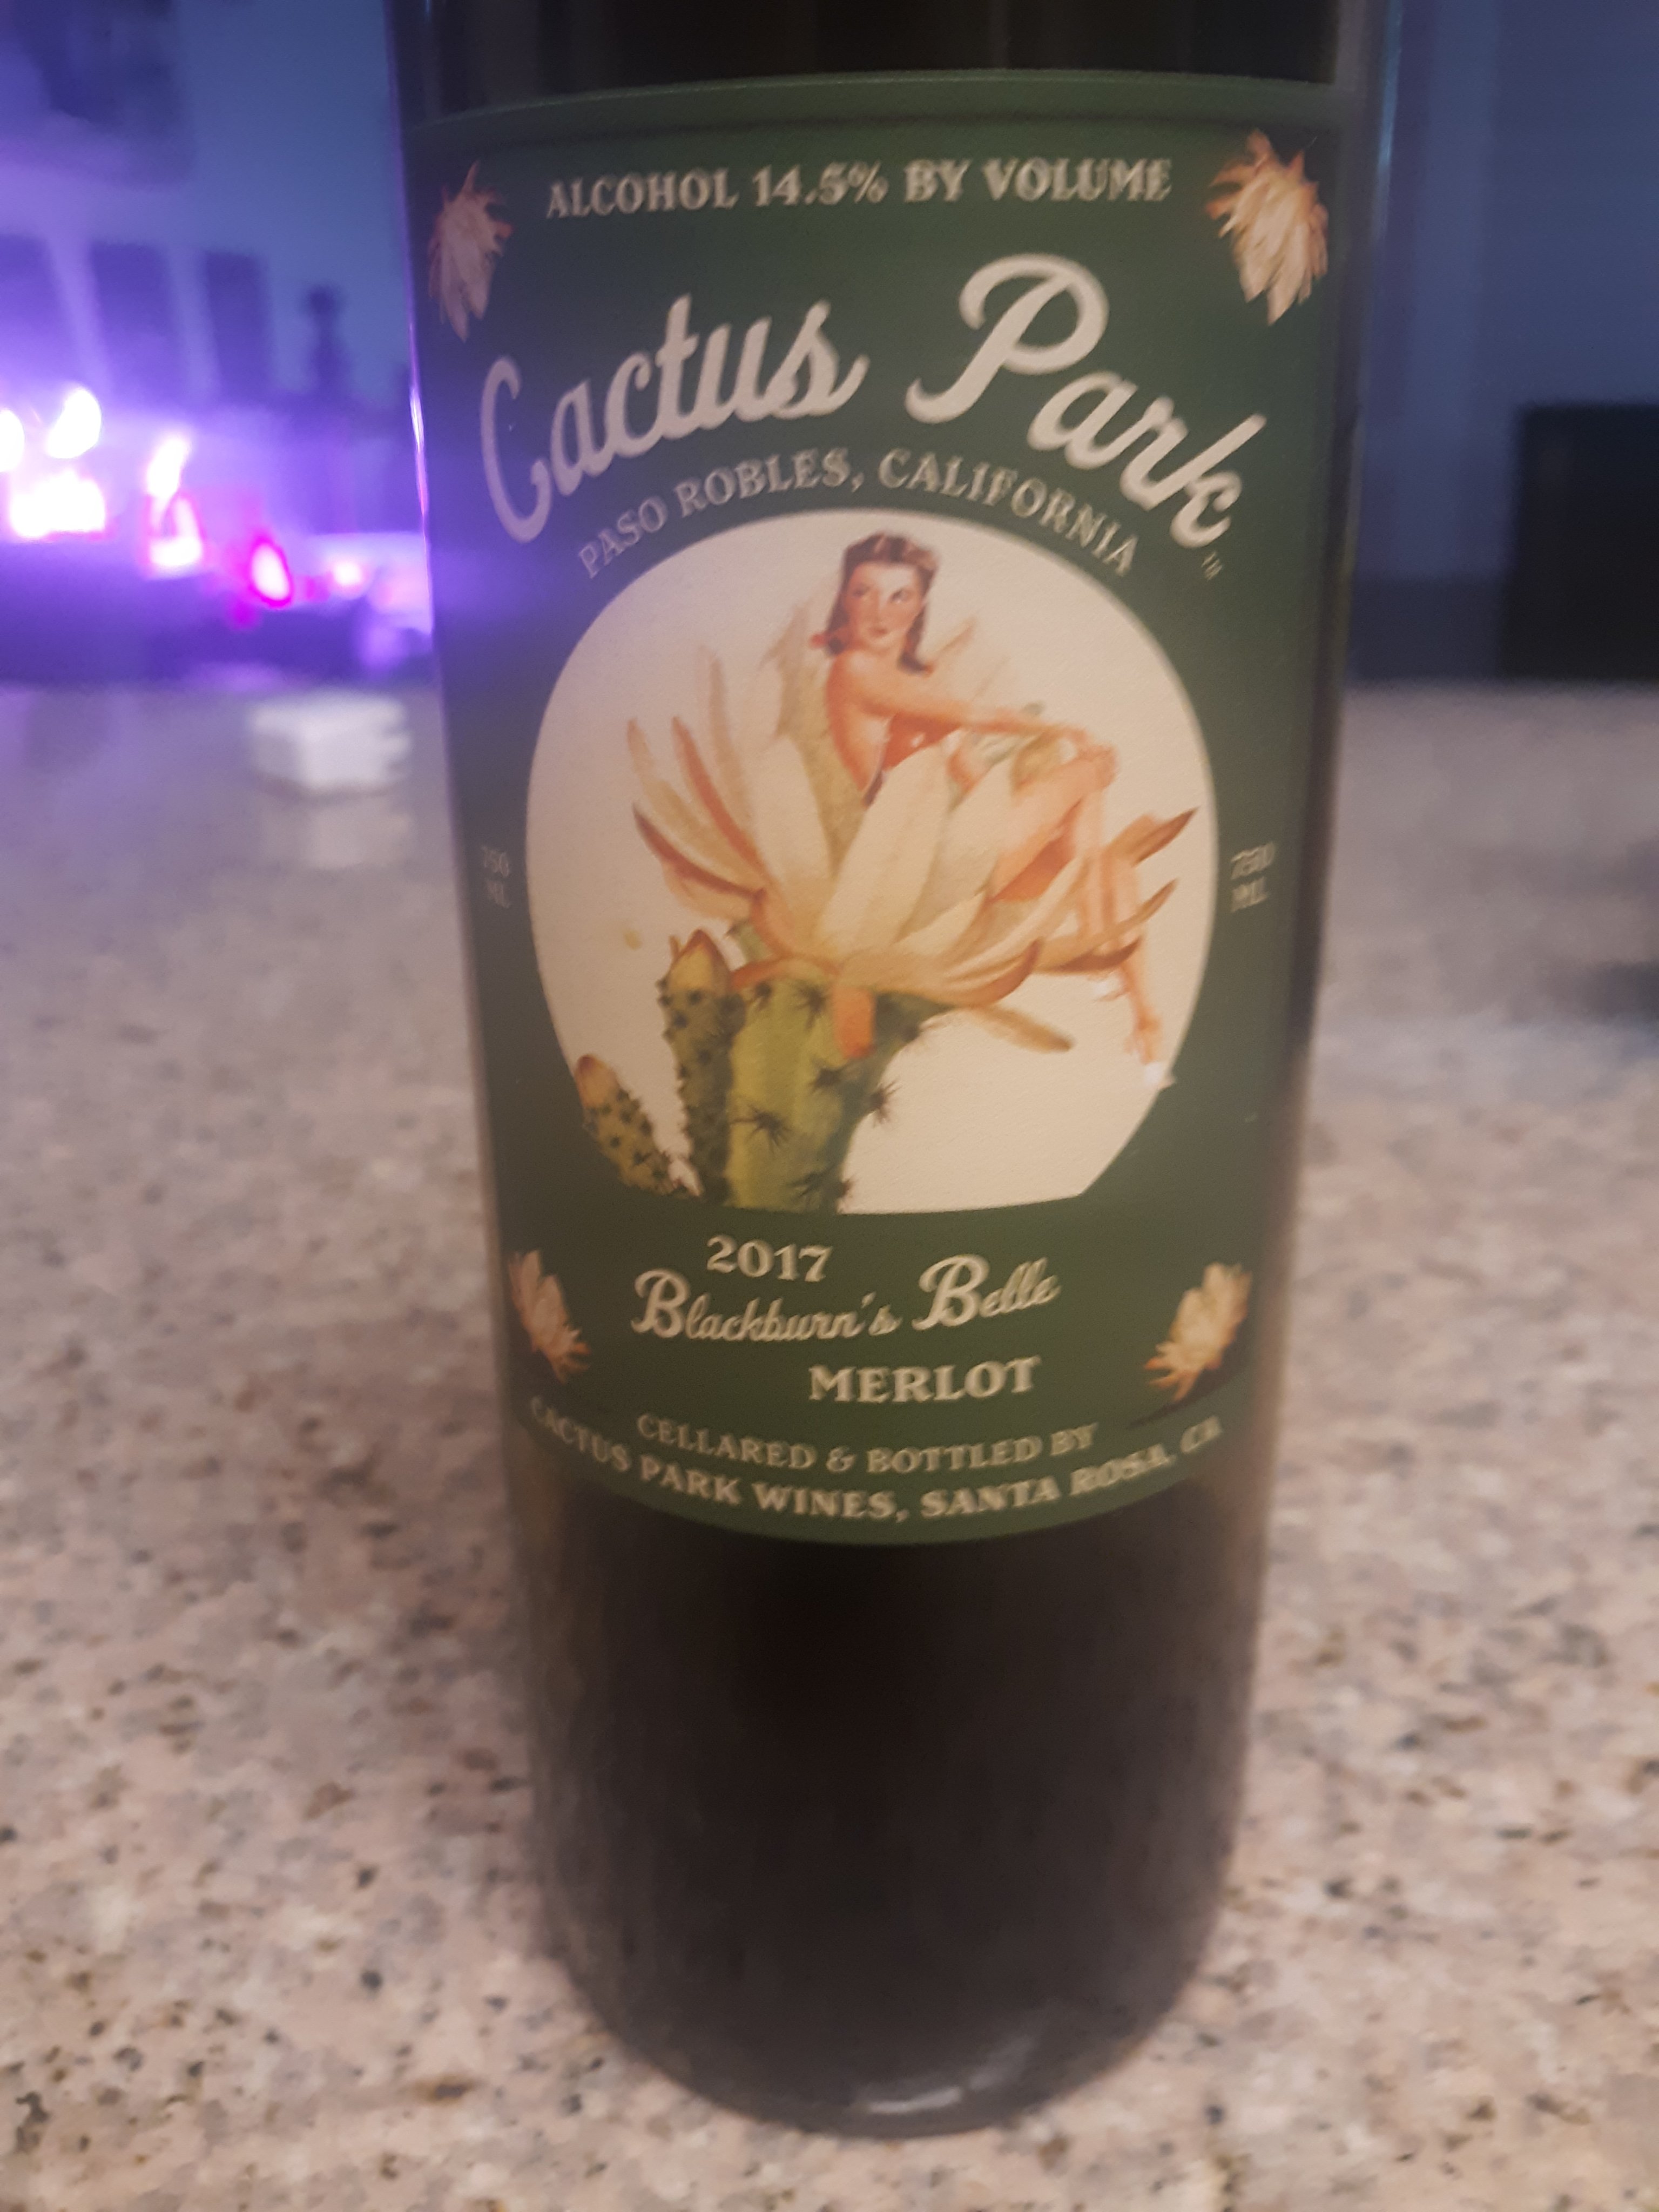 ALCOHOL 14.5% BY VOLUME
Cactus Park
PASO ROBLES, CALIFORNIA
750
ML
750
ML
2017
Blackburn's Belle
MERLOT
CELLARED & BOTTLED BY
CACTUS PARK WINES, SANTA ROSA, CA